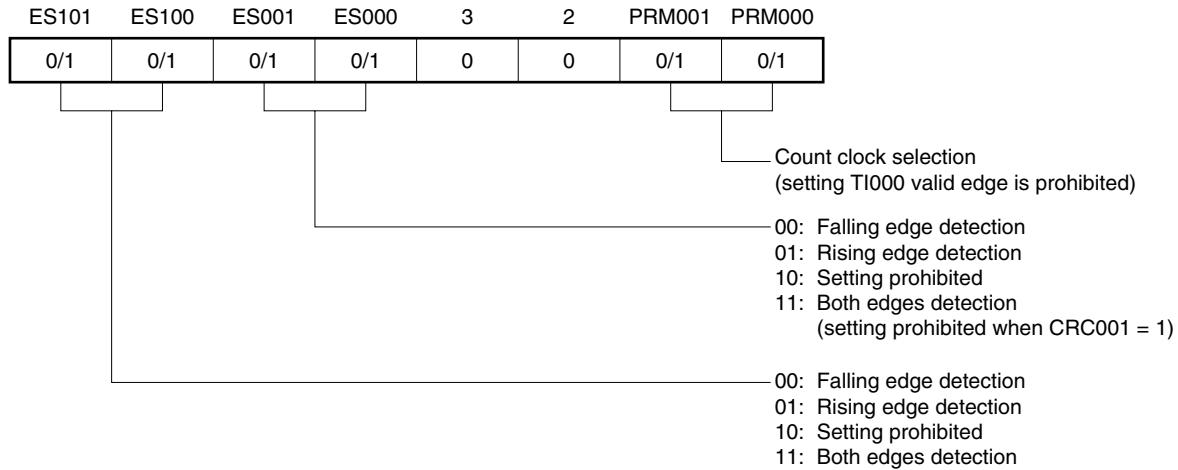 ES101 ES100 ES001 ES000 3 2 PRM001 PRM000
0/1 0/1 0/1 0/1 0 0 0/1 0/1
Count clock selection
(setting TI000 valid edge is prohibited)
00: Falling edge detection
01: Rising edge detection
10: Setting prohibited
11: Both edges detection
(setting prohibited when CRC001 = 1)
00: Falling edge detection
01: Rising edge detection
10: Setting prohibited
11: Both edges detection